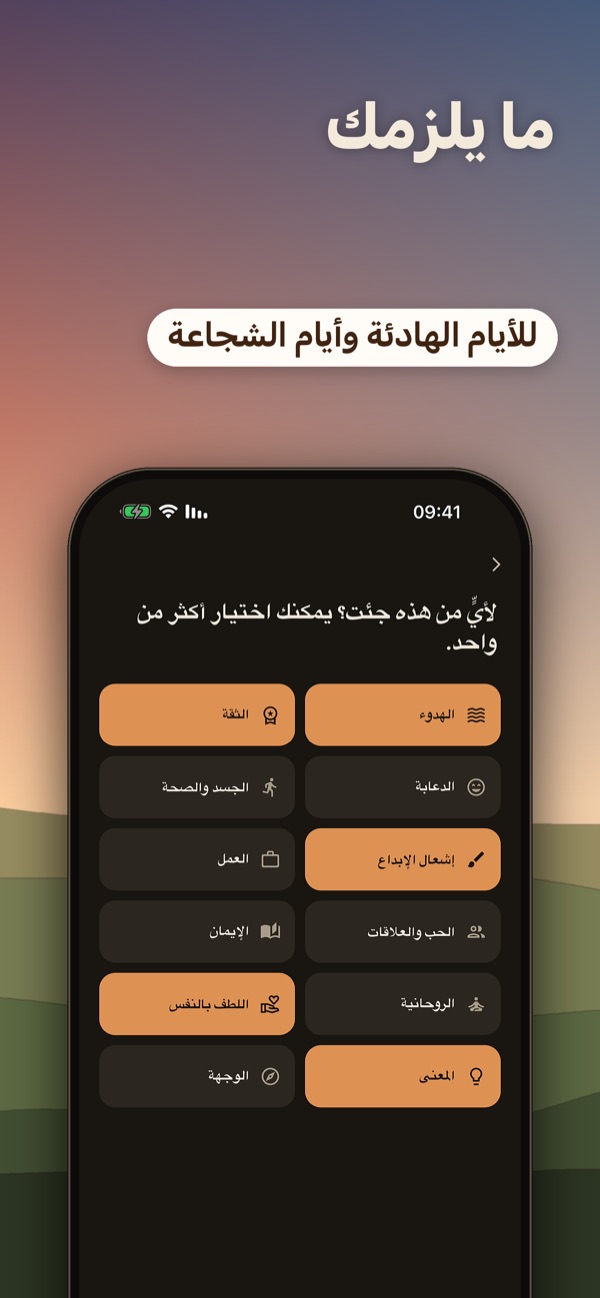 ما يلزمك
للأيام الهادئة وأيام الشجاعة
09:41
لأيٍّ من هذه جئت؟ يمكنك اختيار أكثر من
واحد.
الهدوء
الثقة
الدعابة
الجسد والصحة
إشعال الإبداع
العمل
الحب والعلاقات
الإيمان
الروحانية
اللطف بالنفس
المعنى
الوجهة